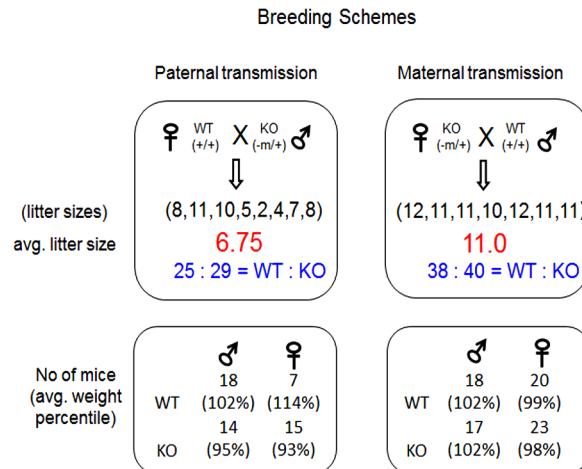 Breeding Schemes
Paternal transmission
Maternal transmission
♀ WT (+/+) X KO (-m/+) ♂
♀ KO (-m/+) X WT (+/+) ♂
(litter sizes)
(8,11,10,5,2,4,7,8)
(12,11,11,10,12,11,11)
avg. litter size
6.75
11.0
25 : 29 = WT : KO
38 : 40 = WT : KO
No of mice
(avg. weight
percentile)
♂ ♀
18 7
WT (102%) (114%)
14 15
KO (95%) (93%)
♂ ♀
18 20
WT (102%) (99%)
17 23
KO (102%) (98%)